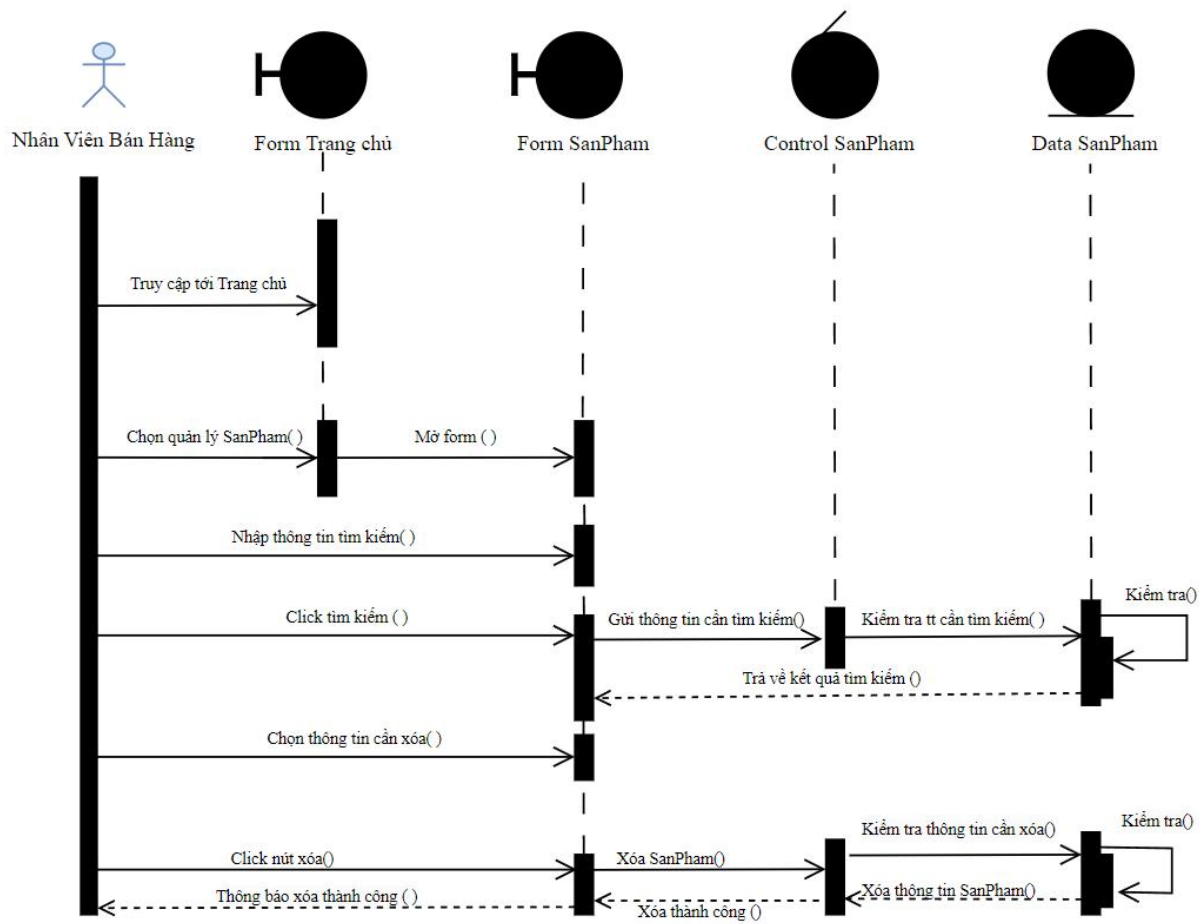 Nhân Viên Bán Hàng
Form Trang chủ
Form SanPham
Control SanPham
Data SanPham
Truy cập tới Trang chủ
Chọn quản lý SanPham( )
Mở form ( )
Nhập thông tin tìm kiếm( )
Click tìm kiếm ( )
Gửi thông tin cần tìm kiếm()
Kiểm tra tt cần tìm kiếm( )
Kiểm tra()
Trả về kết quả tìm kiếm ()
Chọn thông tin cần xóa( )
Click nút xóa()
Xóa SanPham()
Kiểm tra thông tin cần xóa()
Kiểm tra()
Thông báo xóa thành công ( )
Xóa thành công ()
Xóa thông tin SanPham()